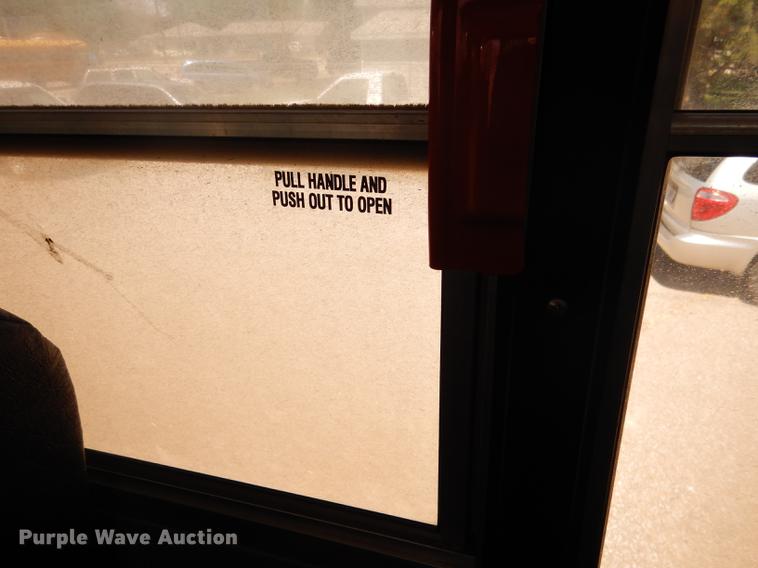 PULL HANDLE AND
PUSH OUT TO OPEN
Purple Wave Auction